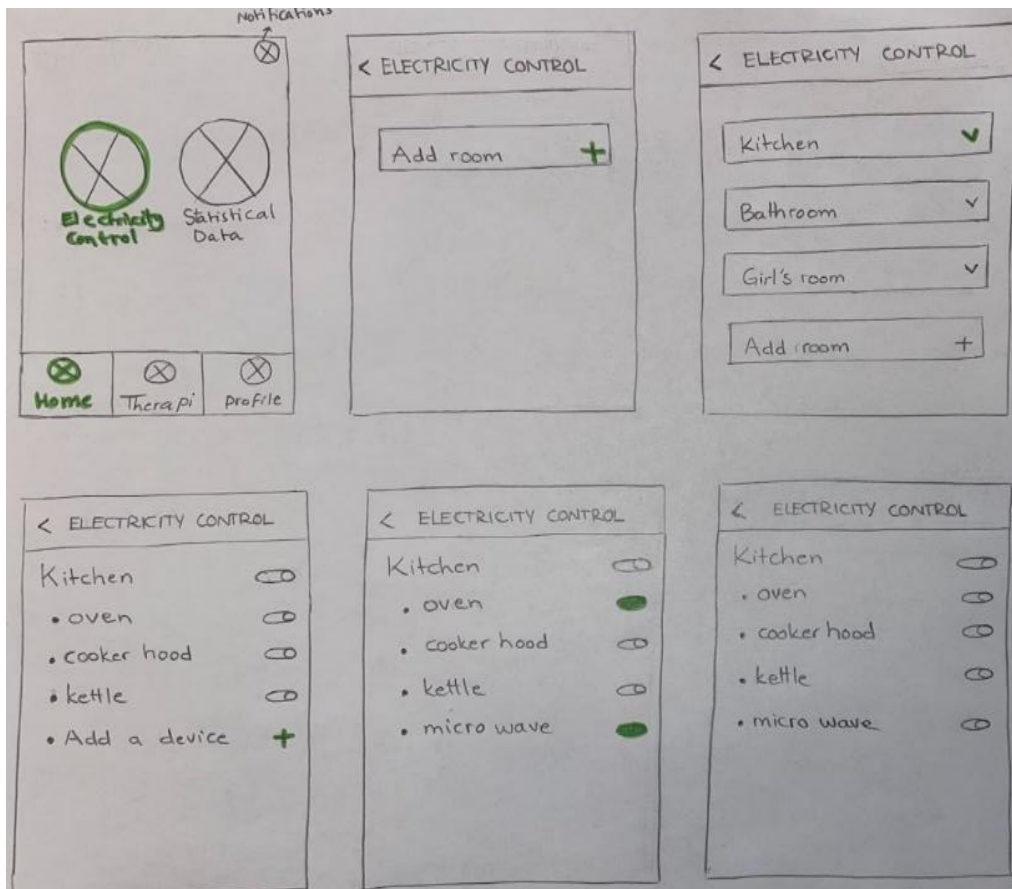 Notifications
Electricity
Control
Statistical
Data
Home
Therapi
profile
< ELECTRICITY CONTROL
Add room +
< ELECTRICITY CONTROL
Kitchen
Bathroom
Girl's room
Add room +
< ELECTRICITY CONTROL
Kitchen
• oven
• cooker hood
• kettle
• Add a device +
< ELECTRICITY CONTROL
Kitchen
• oven
• cooker hood
• kettle
• micro wave
< ELECTRICITY CONTROL
Kitchen
• oven
• cooker hood
• kettle
• micro wave